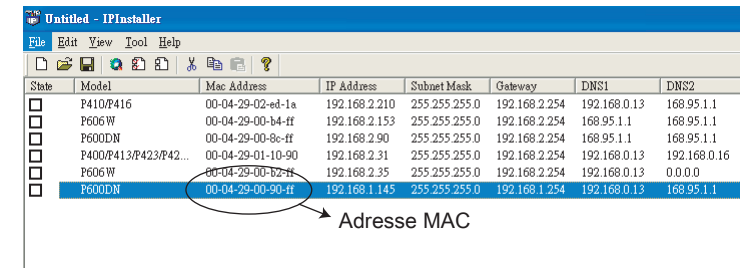 Untitled - IPInstaller
File Edit View Tool Help
State Model Mac Address IP Address Subnet Mask Gateway DNS1 DNS2
P410/P416 00-04-29-02-ed-1a 192.168.2.210 255.255.255.0 192.168.2.254 192.168.0.13 168.95.1.1
P606W 00-04-29-00-b4-ff 192.168.2.153 255.255.255.0 192.168.2.254 168.95.1.1 168.95.1.1
P600DN 00-04-29-00-8c-ff 192.168.2.90 255.255.255.0 192.168.2.254 168.95.1.1 168.95.1.1
P400/P413/P423/P42... 00-04-29-01-10-90 192.168.2.31 255.255.255.0 192.168.2.254 192.168.0.13 192.168.0.16
P606W 00-04-29-00-b2-ff 192.168.2.35 255.255.255.0 192.168.2.254 192.168.0.13 0.0.0.0
P600DN 00-04-29-00-90-ff 192.168.1.145 255.255.255.0 192.168.1.254 192.168.0.13 168.95.1.1
Adresse MAC